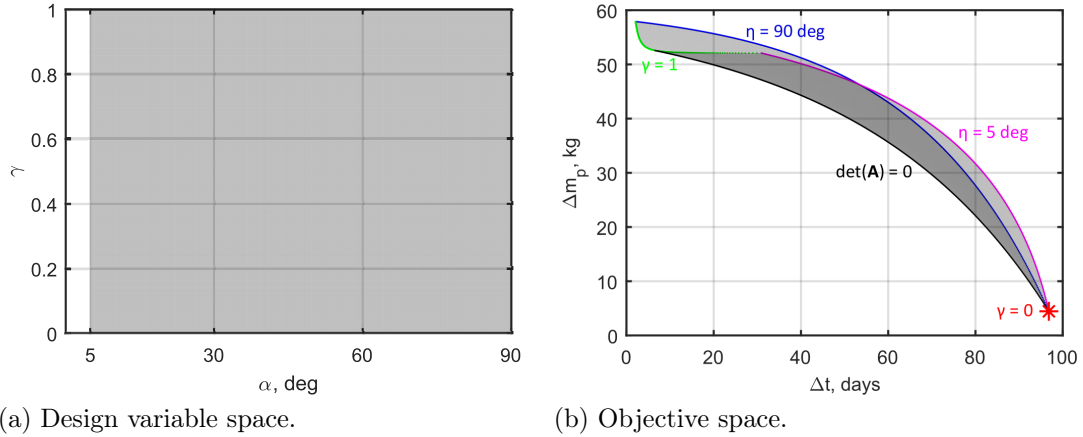 1
0.8
0.6
0.4
0.2
0
γ
5
30
60
90
α, deg
(a) Design variable space.
60
50
40
30
20
10
0
Δmp, kg
η = 90 deg
γ = 1
η = 5 deg
det(A) = 0
γ = 0
0
20
40
60
80
100
Δt, days
(b) Objective space.